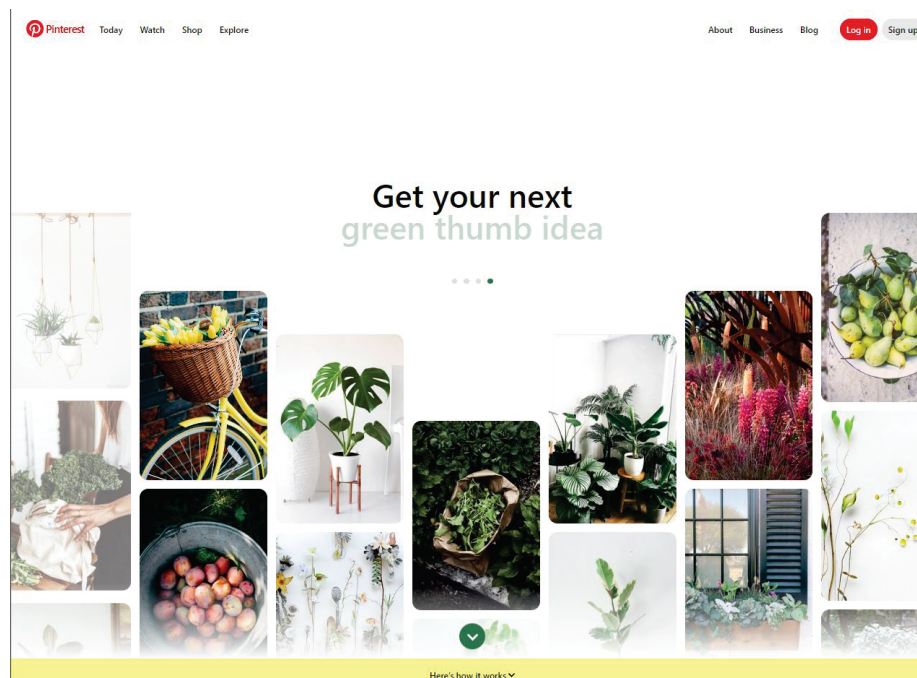 Pinterest Today Watch Shop Explore About Business Blog Log in Sign up
Get your next
green thumb idea
Here's how it works